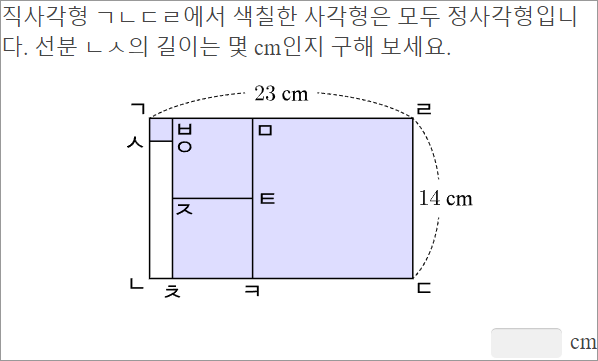 직사각형 ㄱㄴㄷㄹ에서 색칠한 사각형은 모두 정사각형입니
다. 선분 ㄴㅅ의 길이는 몇 cm인지 구해 보세요.
23 cm
ㄱ ㄹ
ㅂ ㅁ
ㅅ ㅇ
ㅈ ㅌ 14 cm
ㄴ ㅊ ㅋ ㄷ
cm